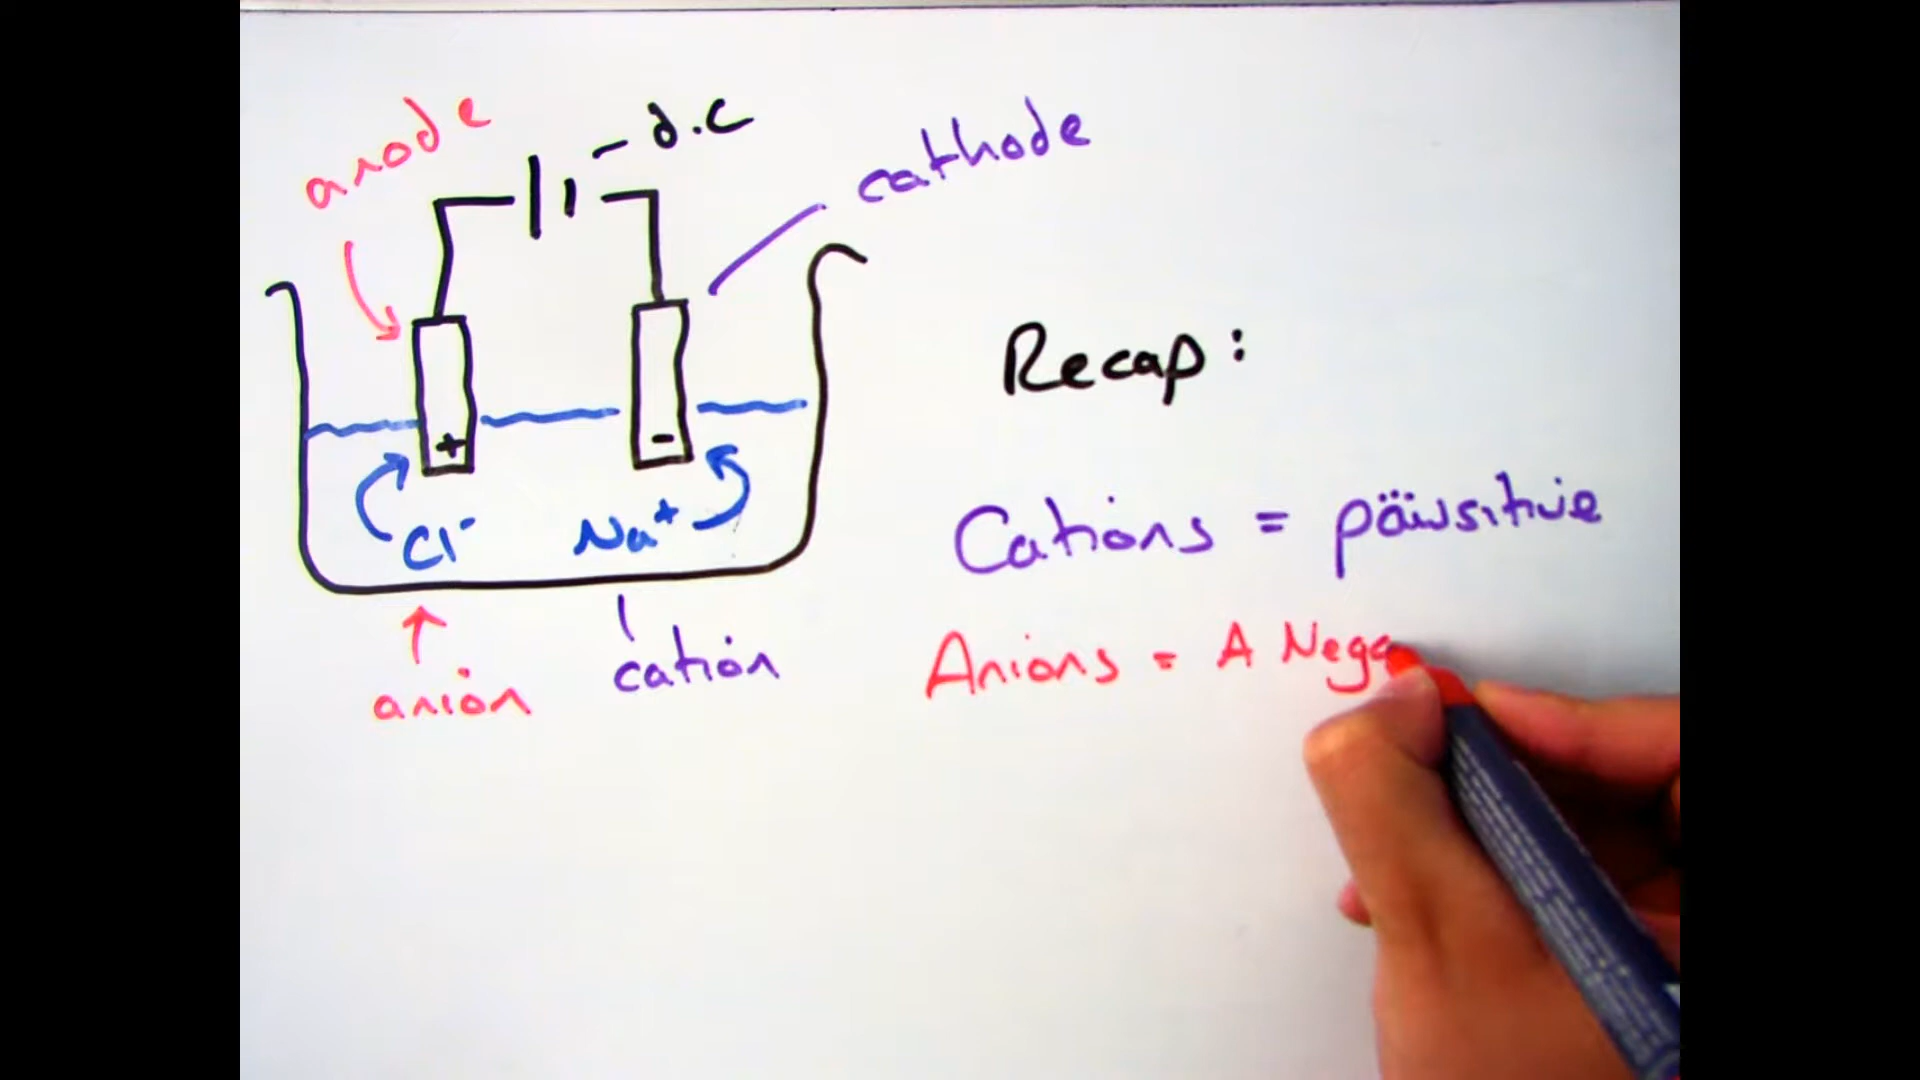 anode
- d.c
cathode
+
-
Cl-
Na+
anion
cation
Recap:
Cations = päwsitive
Anions = A Nega